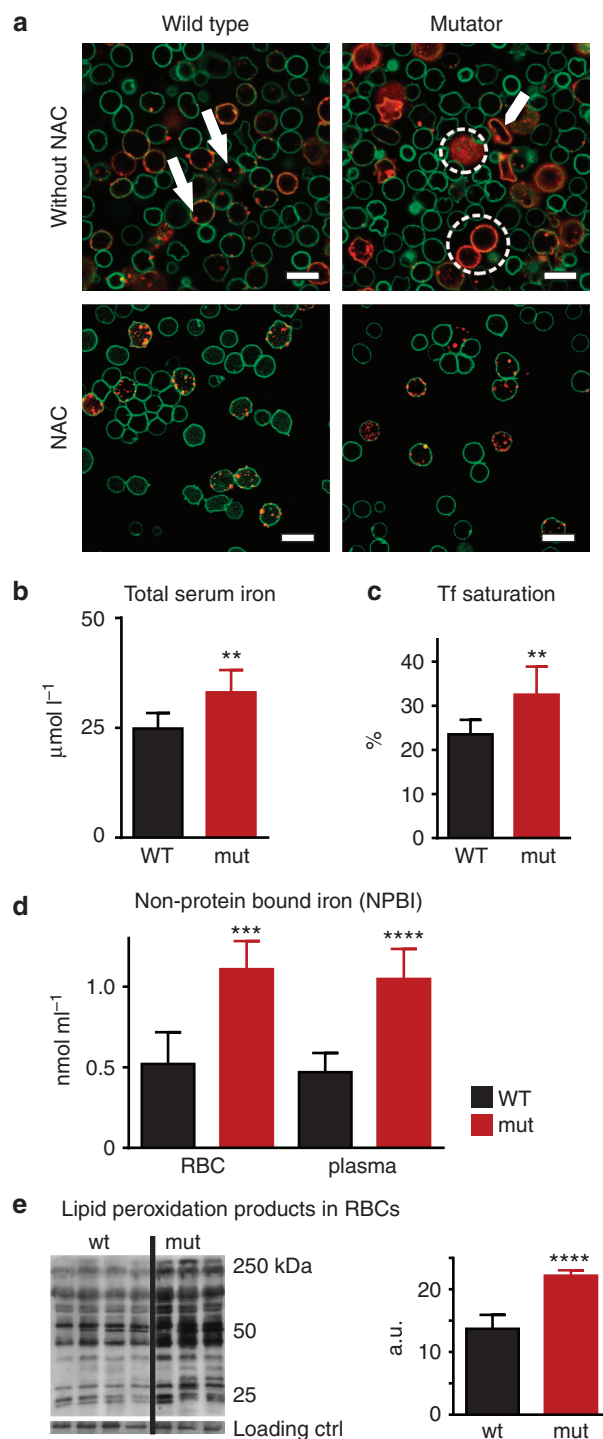 a
Wild type Mutator
Without NAC
NAC
b c
Total serum iron Tf saturation
50
25
0
μmol l⁻¹
**
WT mut
40
30
20
10
0
%
**
WT mut
d
Non-protein bound iron (NPBI)
1.0
0.5
0
nmol ml⁻¹
*** ****
RBC plasma
WT
mut
e Lipid peroxidation products in RBCs
wt mut
250 kDa
50
25
Loading ctrl
20
10
0
a.u.
****
wt mut